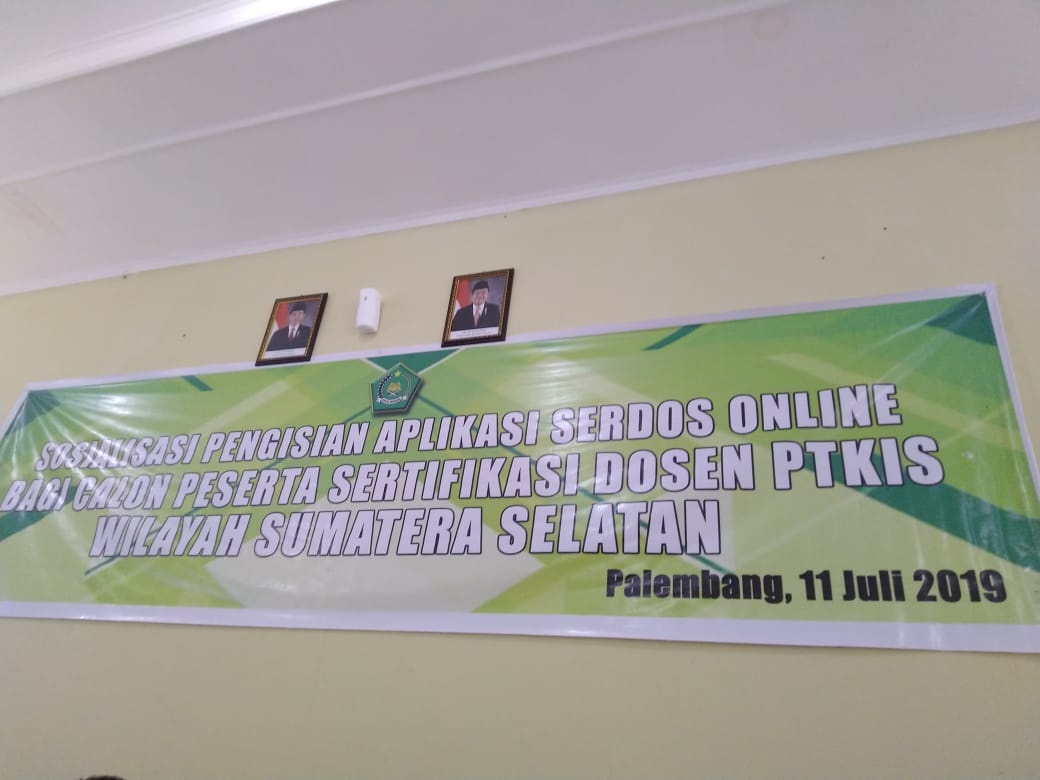 SOSIALISASI PENGISIAN APLIKASI SERDOS ONLINE
BAGI CALON PESERTA SERTIFIKASI DOSEN PTKIS
WILAYAH SUMATERA SELATAN
Palembang, 11 Juli 2019